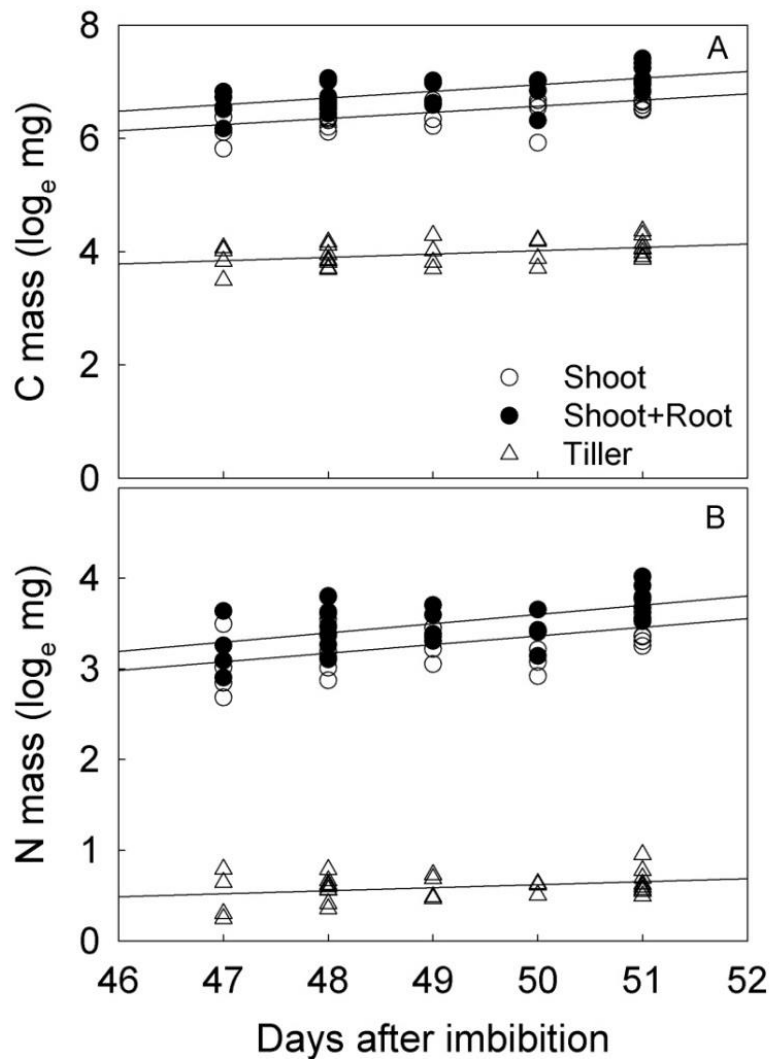 A
8
6
4
2
0
C mass (logₑ mg)
Shoot
Shoot+Root
Tiller
B
4
3
2
1
0
N mass (logₑ mg)
46 47 48 49 50 51 52
Days after imbibition